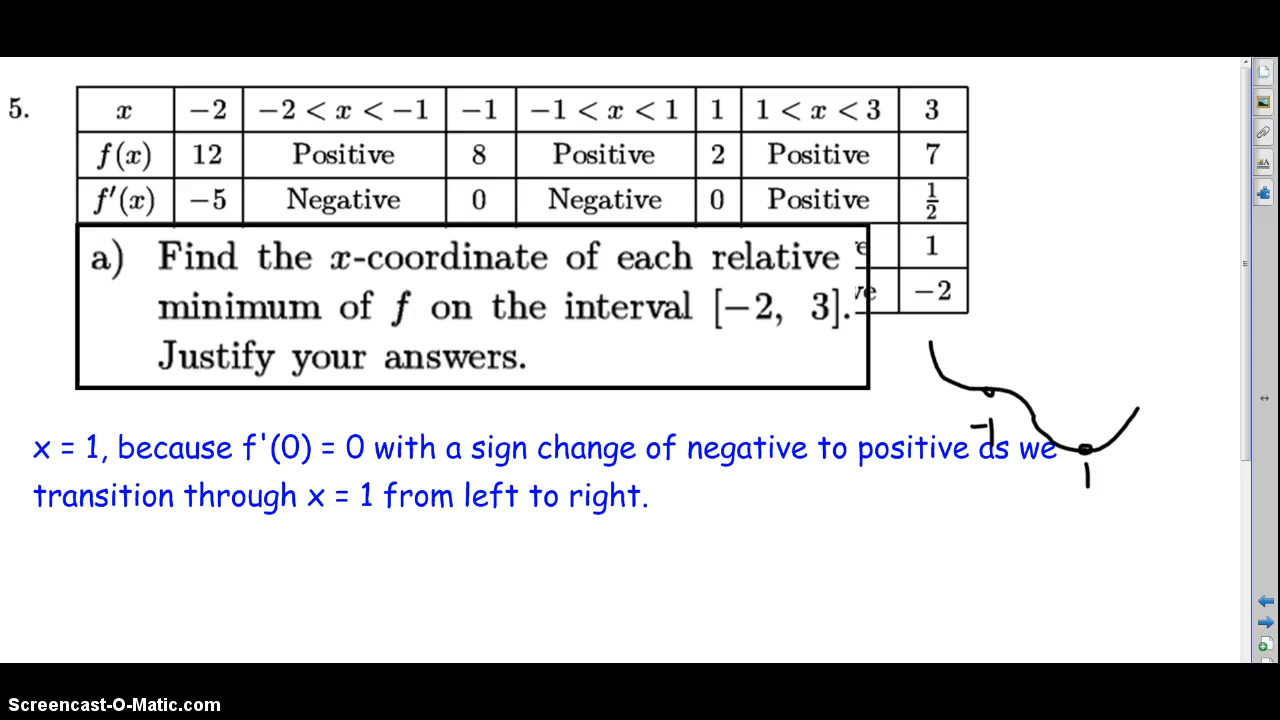 5. x −2 −2 < x < −1 −1 −1 < x < 1 1 1 < x < 3 3
f(x) 12 Positive 8 Positive 2 Positive 7
f′(x) −5 Negative 0 Negative 0 Positive 1/2
e 1
ve −2
a) Find the x-coordinate of each relative
minimum of f on the interval [−2, 3].
Justify your answers.
−1
x = 1, because f'(0) = 0 with a sign change of negative to positive as we
1
transition through x = 1 from left to right.
Screencast-O-Matic.com